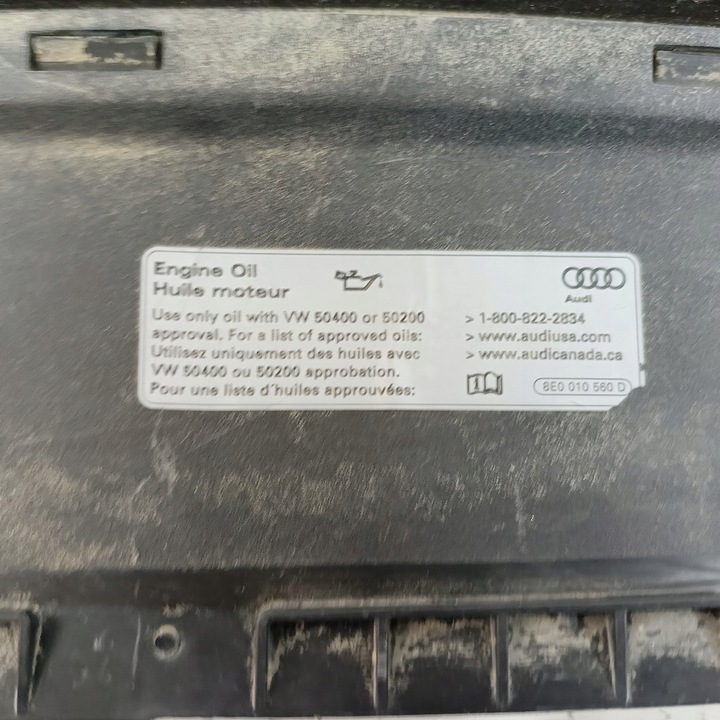 Engine Oil
Huile moteur
Audi
Use only oil with VW 50400 or 50200
approval. For a list of approved oils:
Utilisez uniquement des huiles avec
VW 50400 ou 50200 approbation.
Pour une liste d'huiles approuvées:
> 1-800-822-2834
> www.audiusa.com
> www.audicanada.ca
8E0 010 560 D